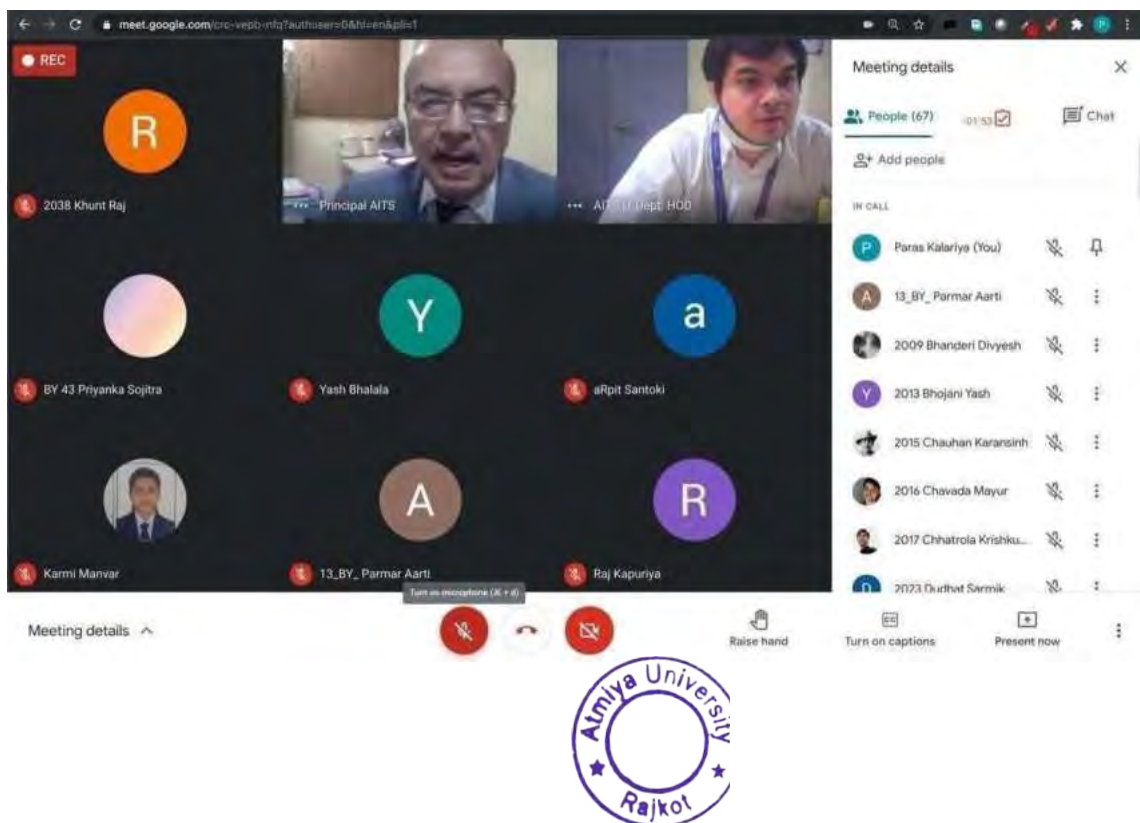 meet.google.com/crc-vepb-nfq?authuser=0&hl=en&pli=1
REC
R
2038 Khunt Raj
Principal AITS
Dept. HOD
BY 43 Priyanka Sojitra
Y
Yash Bhalala
a
aRpit Santoki
Karmi Manvar
A
13_BY_ Parmar Aarti
R
Raj Kapuriya
Turn on microphone (⌘ + d)
Meeting details
People (67)
-01:53
Chat
Add people
IN CALL
P
Paras Kalariya (You)
A
13_BY_ Parmar Aarti
2009 Bhanderi Divyesh
Y
2013 Bhojani Yash
2015 Chauhan Karansinh
2016 Chavada Mayur
2017 Chhatrola Krishku...
D
2023 Dudhat Sarmik
Meeting details
Raise hand
CC
Turn on captions
Present now
Atmiya University
Rajkot